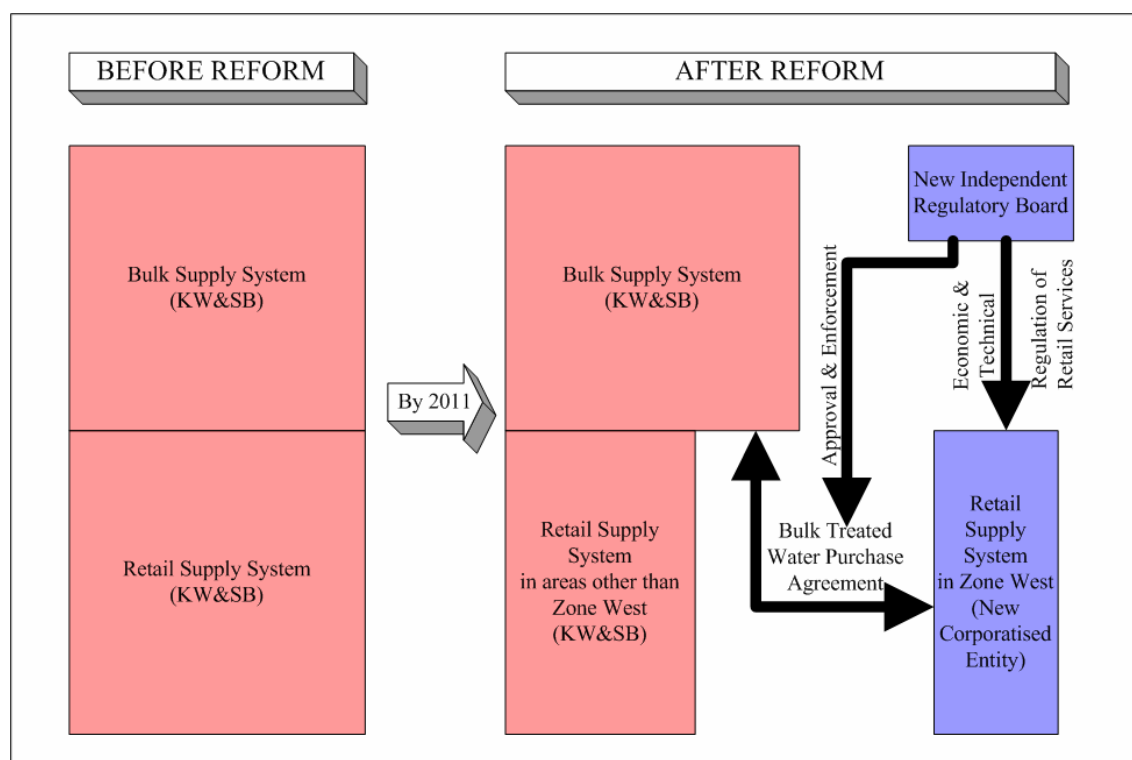 BEFORE REFORM
AFTER REFORM
Bulk Supply System
(KW&SB)
Retail Supply System
(KW&SB)
By 2011
Bulk Supply System
(KW&SB)
Retail Supply
System
in areas other than
Zone West
(KW&SB)
New Independent
Regulatory Board
Approval & Enforcement
Economic &
Technical
Regulation of
Retail Services
Bulk Treated
Water Purchase
Agreement
Retail
Supply
System
in Zone West
(New
Corporatised
Entity)